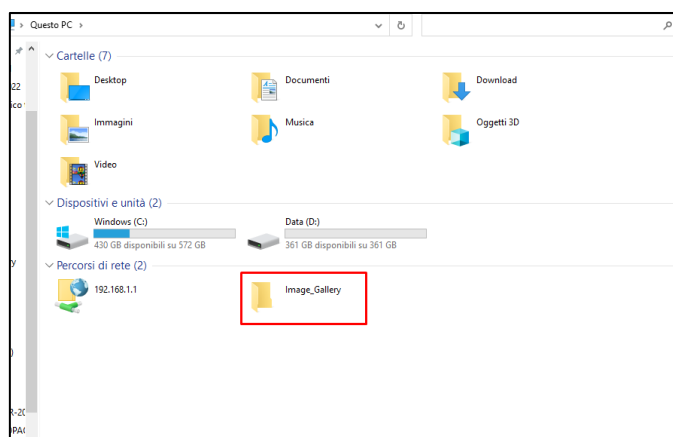 › Questo PC ›
Cartelle (7)
Desktop
Documenti
Download
Immagini
Musica
Oggetti 3D
Video
Dispositivi e unità (2)
Windows (C:)
430 GB disponibili su 572 GB
Data (D:)
361 GB disponibili su 361 GB
Percorsi di rete (2)
192.168.1.1
Image_Gallery